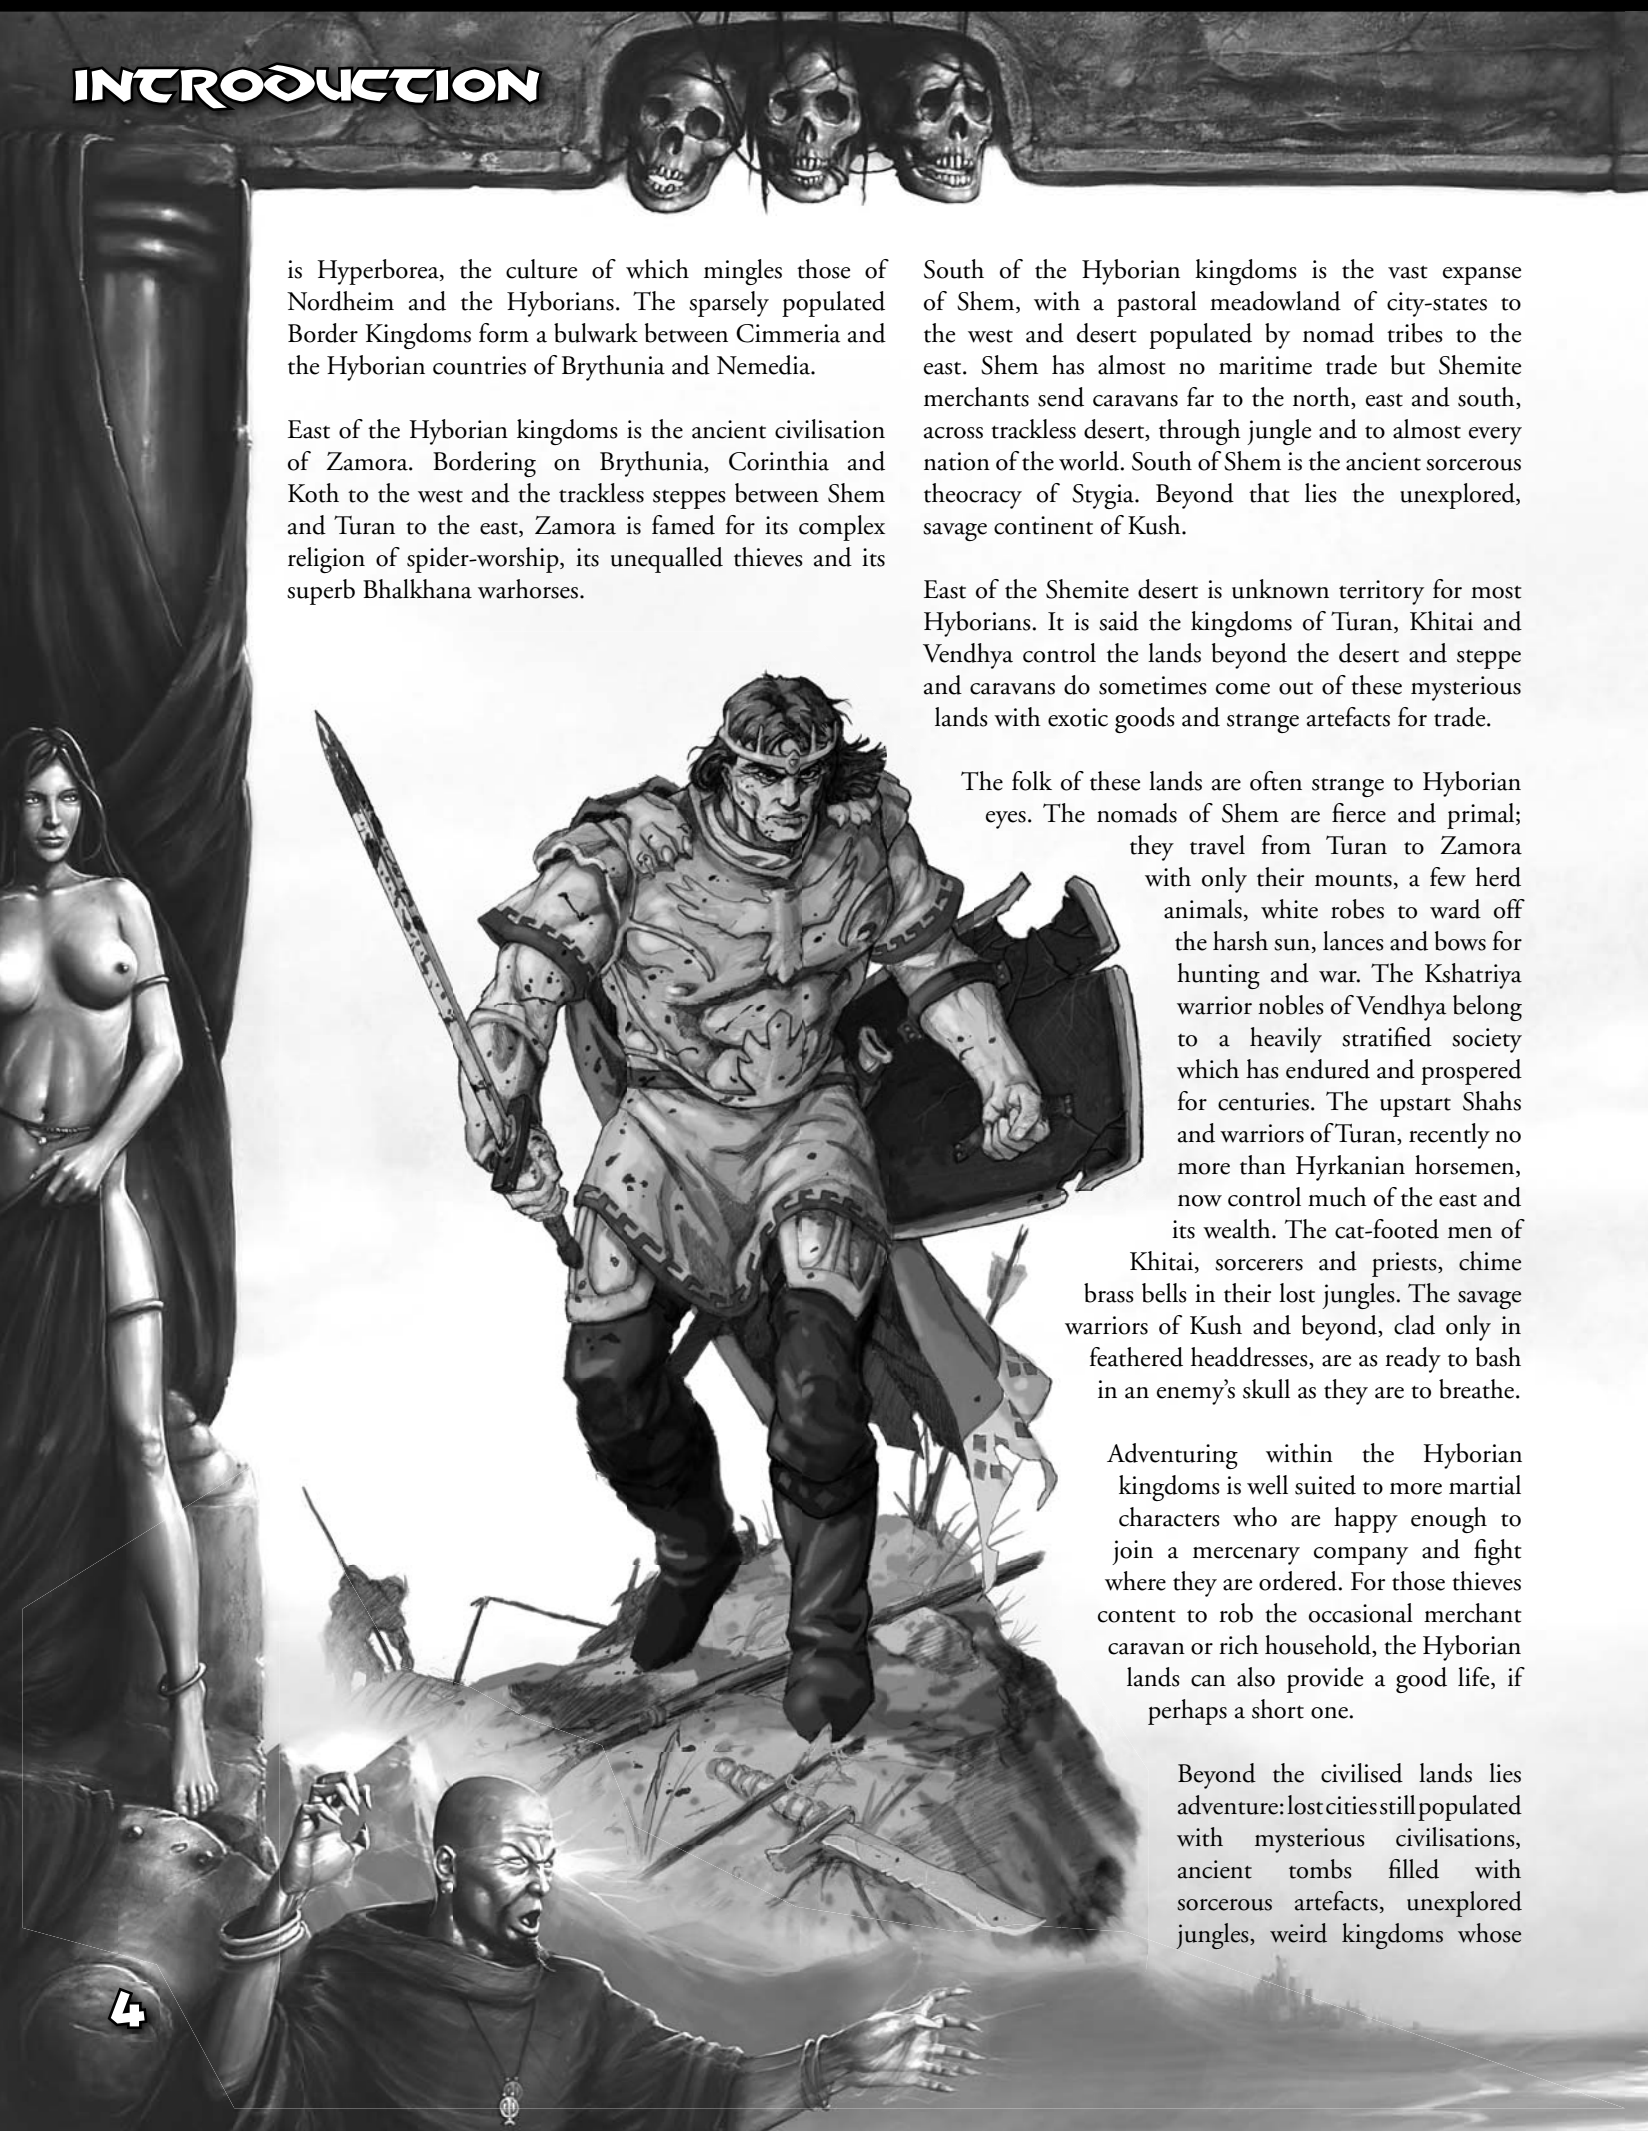 INTRODUCTION
is Hyperborea, the culture of which mingles those of
Nordheim and the Hyborians. The sparsely populated
Border Kingdoms form a bulwark between Cimmeria and
the Hyborian countries of Brythunia and Nemedia.
East of the Hyborian kingdoms is the ancient civilisation
of Zamora. Bordering on Brythunia, Corinthia and
Koth to the west and the trackless steppes between Shem
and Turan to the east, Zamora is famed for its complex
religion of spider-worship, its unequalled thieves and its
superb Bhalkhana warhorses.
South of the Hyborian kingdoms is the vast expanse
of Shem, with a pastoral meadowland of city-states to
the west and desert populated by nomad tribes to the
east. Shem has almost no maritime trade but Shemite
merchants send caravans far to the north, east and south,
across trackless desert, through jungle and to almost every
nation of the world. South of Shem is the ancient sorcerous
theocracy of Stygia. Beyond that lies the unexplored,
savage continent of Kush.
East of the Shemite desert is unknown territory for most
Hyborians. It is said the kingdoms of Turan, Khitai and
Vendhya control the lands beyond the desert and steppe
and caravans do sometimes come out of these mysterious
lands with exotic goods and strange artefacts for trade.
The folk of these lands are often strange to Hyborian
eyes. The nomads of Shem are fierce and primal;
they travel from Turan to Zamora
with only their mounts, a few herd
animals, white robes to ward off
the harsh sun, lances and bows for
hunting and war. The Kshatriya
warrior nobles of Vendhya belong
to a heavily stratified society
which has endured and prospered
for centuries. The upstart Shahs
and warriors of Turan, recently no
more than Hyrkanian horsemen,
now control much of the east and
its wealth. The cat-footed men of
Khitai, sorcerers and priests, chime
brass bells in their lost jungles. The savage
warriors of Kush and beyond, clad only in
feathered headdresses, are as ready to bash
in an enemy’s skull as they are to breathe.
Adventuring within the Hyborian
kingdoms is well suited to more martial
characters who are happy enough to
join a mercenary company and fight
where they are ordered. For those thieves
content to rob the occasional merchant
caravan or rich household, the Hyborian
lands can also provide a good life, if
perhaps a short one.
Beyond the civilised lands lies
adventure: lost cities still populated
with mysterious civilisations,
ancient tombs filled with
sorcerous artefacts, unexplored
jungles, weird kingdoms whose
4